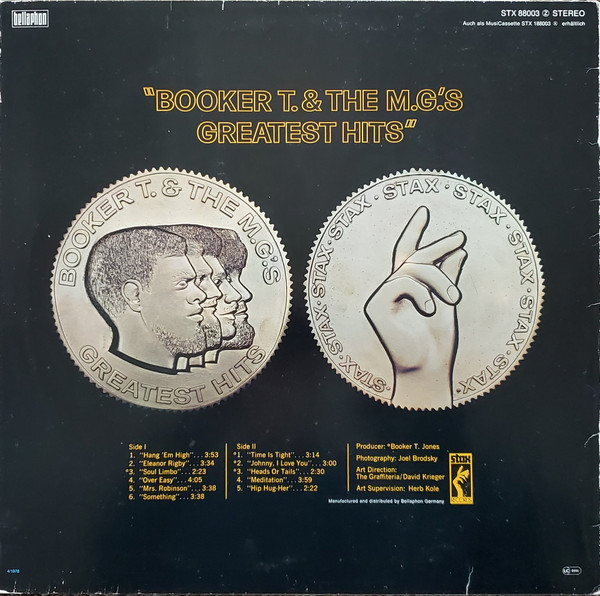 bellaphon
STX 88003 Ⓩ STEREO
Auch als MusiCassette STX 188003 Ⓧ erhältlich
"BOOKER T. & THE M.G.'S
GREATEST HITS"
BOOKER T. & THE M.G.'S
GREATEST HITS
STAX · STAX · STAX · STAX · STAX · STAX · STAX · STAX · STAX ·
Side I
1. "Hang 'Em High" . . . 3:53
2. "Eleanor Rigby" . . . 3:34
*3. "Soul Limbo" . . . 2:23
4. "Over Easy" . . . 4:05
5. "Mrs. Robinson" . . . 3:38
6. "Something" . . . 3:38
Side II
*1. "Time Is Tight" . . . 3:14
*2. "Johnny, I Love You" . . . 3:00
*3. "Heads Or Tails" . . . 2:30
4. "Meditation" . . . 3:59
5. "Hip Hug-Her" . . . 2:22
Producer: *Booker T. Jones
Photography: Joel Brodsky
Art Direction:
The Graffiteria/David Krieger
Art Supervision: Herb Kole
STAX
RECORDS
Manufactured and distributed by Bellaphon Germany
4/1976
LC